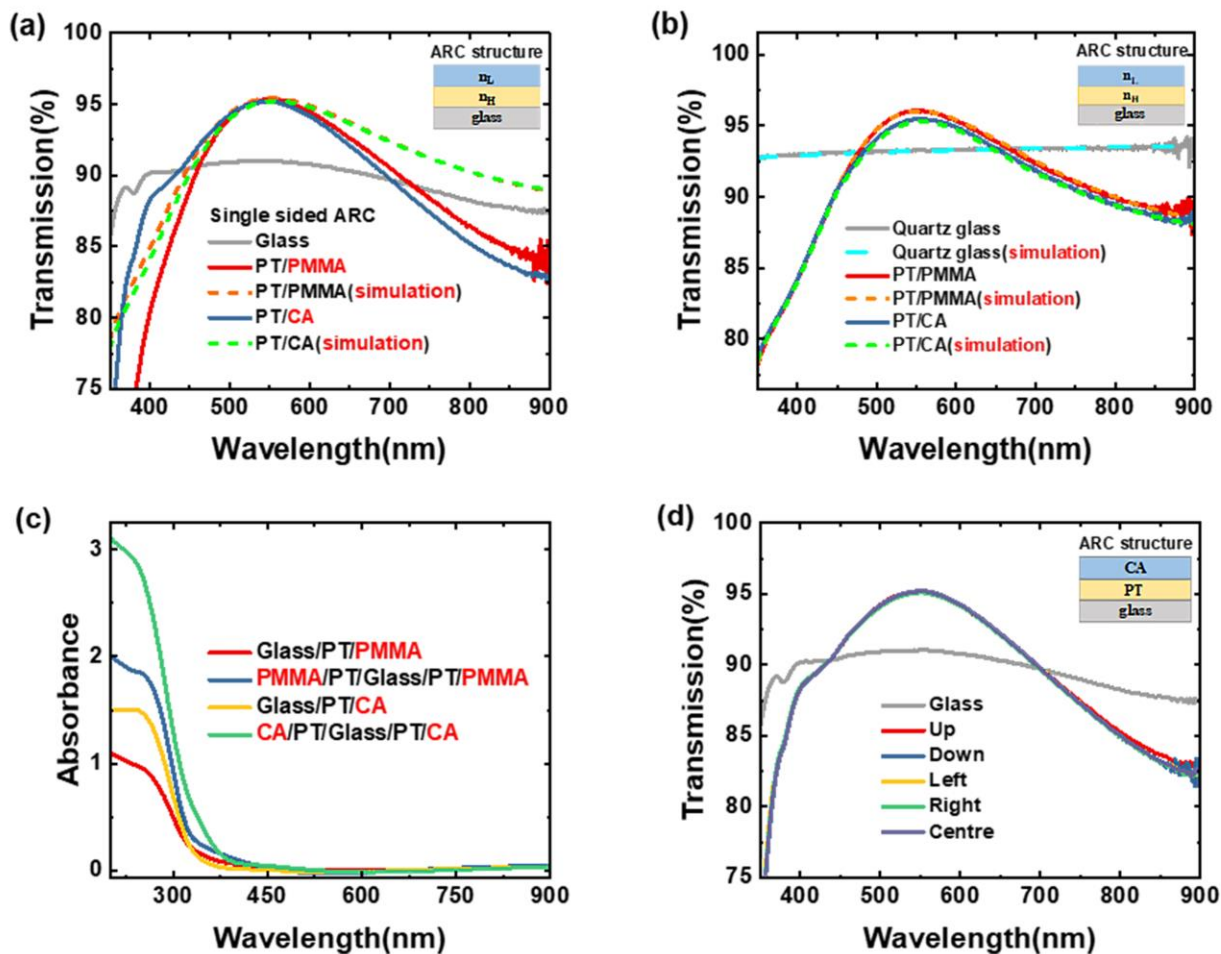 (a)
100
95
90
85
80
75
Transmission(%)
ARC structure
nL
nH
glass
Single sided ARC
Glass
PT/PMMA
PT/PMMA(simulation)
PT/CA
PT/CA(simulation)
400 500 600 700 800 900
Wavelength(nm)
(b)
100
95
90
85
80
Transmission(%)
ARC structure
nL
nH
glass
Quartz glass
Quartz glass(simulation)
PT/PMMA
PT/PMMA(simulation)
PT/CA
PT/CA(simulation)
400 500 600 700 800 900
Wavelength(nm)
(c)
3
2
1
0
Absorbance
Glass/PT/PMMA
PMMA/PT/Glass/PT/PMMA
Glass/PT/CA
CA/PT/Glass/PT/CA
300 450 600 750 900
Wavelength(nm)
(d)
100
95
90
85
80
75
Transmission(%)
ARC structure
CA
PT
glass
Glass
Up
Down
Left
Right
Centre
400 500 600 700 800 900
Wavelength(nm)